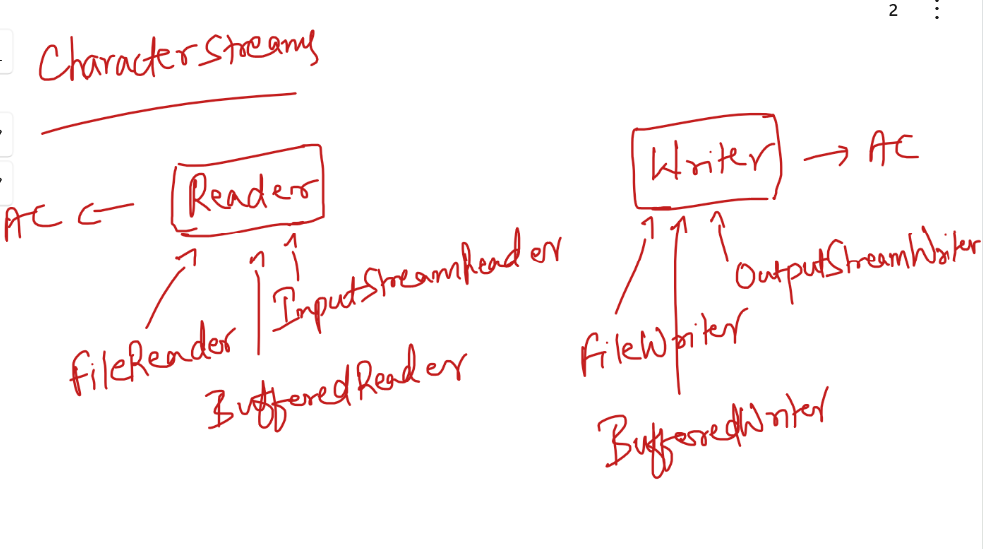 2
Character Streams
Reader
AC
Writer
AC
FileReader
InputStreamReader
BufferedReader
FileWriter
OutputStreamWriter
BufferedWriter